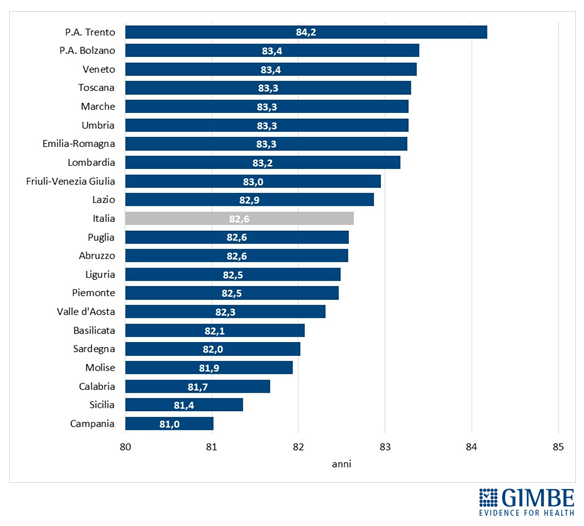 P.A. Trento 84,2
P.A. Bolzano 83,4
Veneto 83,4
Toscana 83,3
Marche 83,3
Umbria 83,3
Emilia-Romagna 83,3
Lombardia 83,2
Friuli-Venezia Giulia 83,0
Lazio 82,9
Italia 82,6
Puglia 82,6
Abruzzo 82,6
Liguria 82,5
Piemonte 82,5
Valle d'Aosta 82,3
Basilicata 82,1
Sardegna 82,0
Molise 81,9
Calabria 81,7
Sicilia 81,4
Campania 81,0
80 81 82 83 84 85
anni
GIMBE
EVIDENCE FOR HEALTH